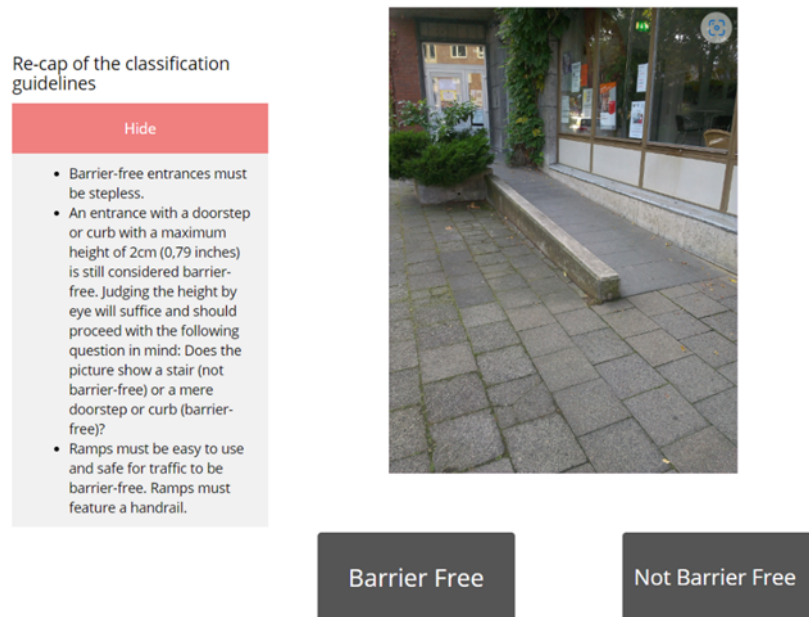 Re-cap of the classification
guidelines
Hide
• Barrier-free entrances must
be stepless.
• An entrance with a doorstep
or curb with a maximum
height of 2cm (0,79 inches)
is still considered barrier-
free. Judging the height by
eye will suffice and should
proceed with the following
question in mind: Does the
picture show a stair (not
barrier-free) or a mere
doorstep or curb (barrier-
free)?
• Ramps must be easy to use
and safe for traffic to be
barrier-free. Ramps must
feature a handrail.
Barrier Free
Not Barrier Free